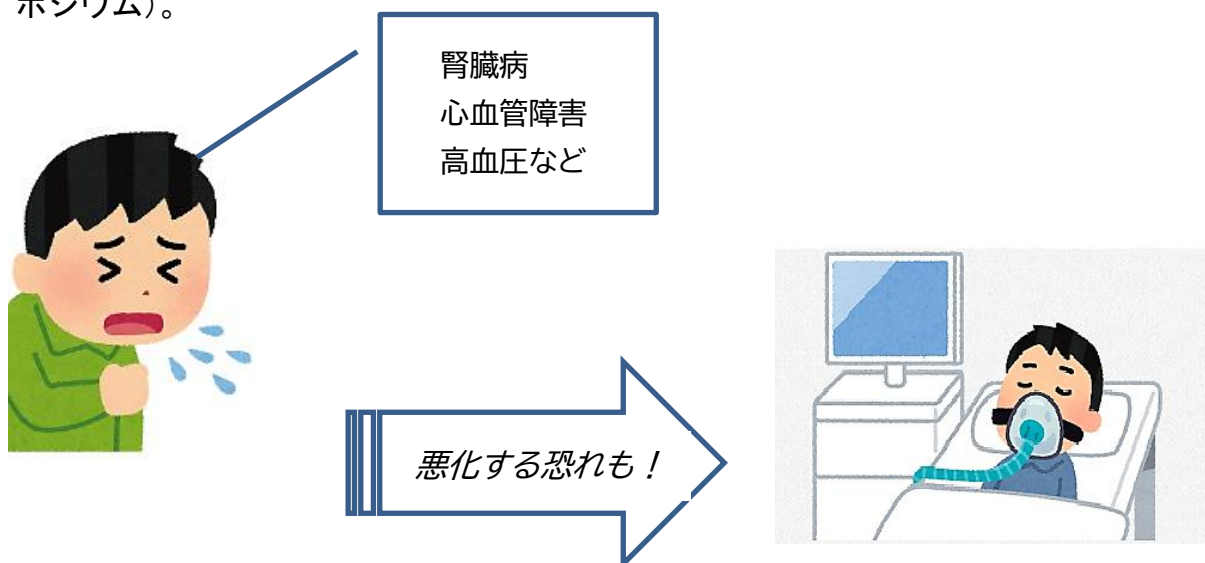 ポジウム)。
腎臓病
心血管障害
高血圧など
悪化する恐れも！